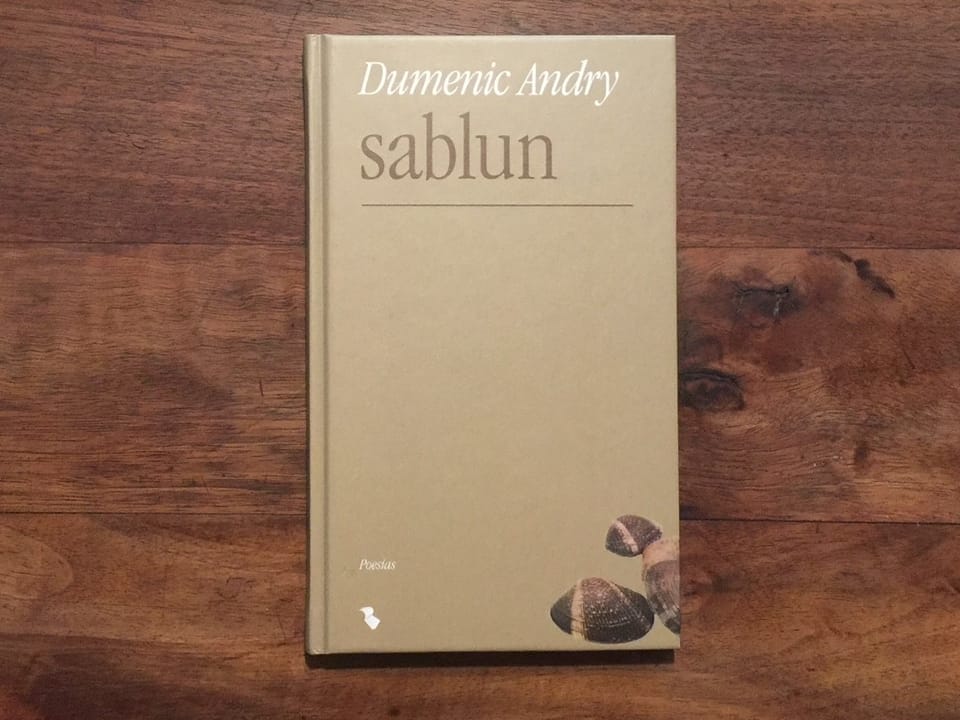 Dumenic Andry
sablun
Poesias